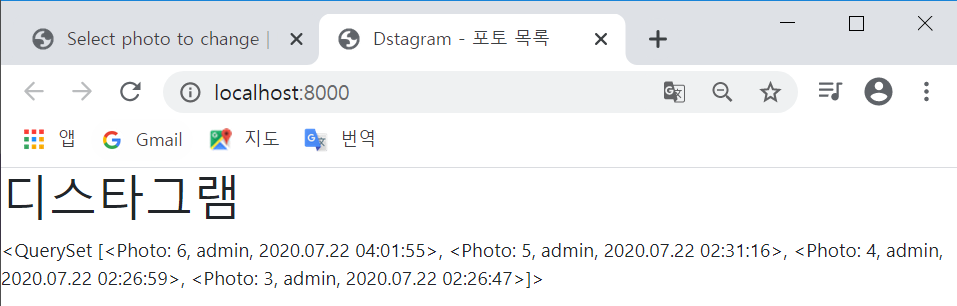 Select photo to change |
Dstagram - 포토 목록
localhost:8000
앱 Gmail 지도 번역
디스타그램
<QuerySet [<Photo: 6, admin, 2020.07.22 04:01:55>, <Photo: 5, admin, 2020.07.22 02:31:16>, <Photo: 4, admin,
2020.07.22 02:26:59>, <Photo: 3, admin, 2020.07.22 02:26:47>]>